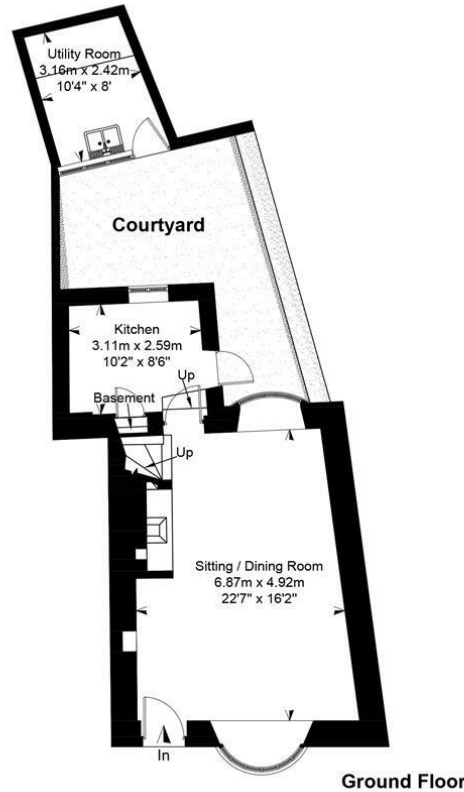 Utility Room
3.16m x 2.42m
10'4" x 8'
Courtyard
Kitchen
3.11m x 2.59m
10'2" x 8'6"
Up
Basement
Up
Sitting / Dining Room
6.87m x 4.92m
22'7" x 16'2"
In
Ground Floor